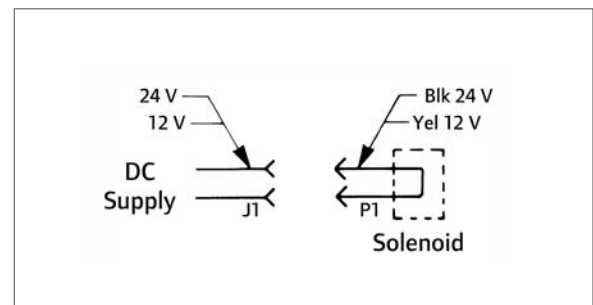 24 V
12 V
Blk 24 V
Yel 12 V
DC
Supply
J1
P1
Solenoid